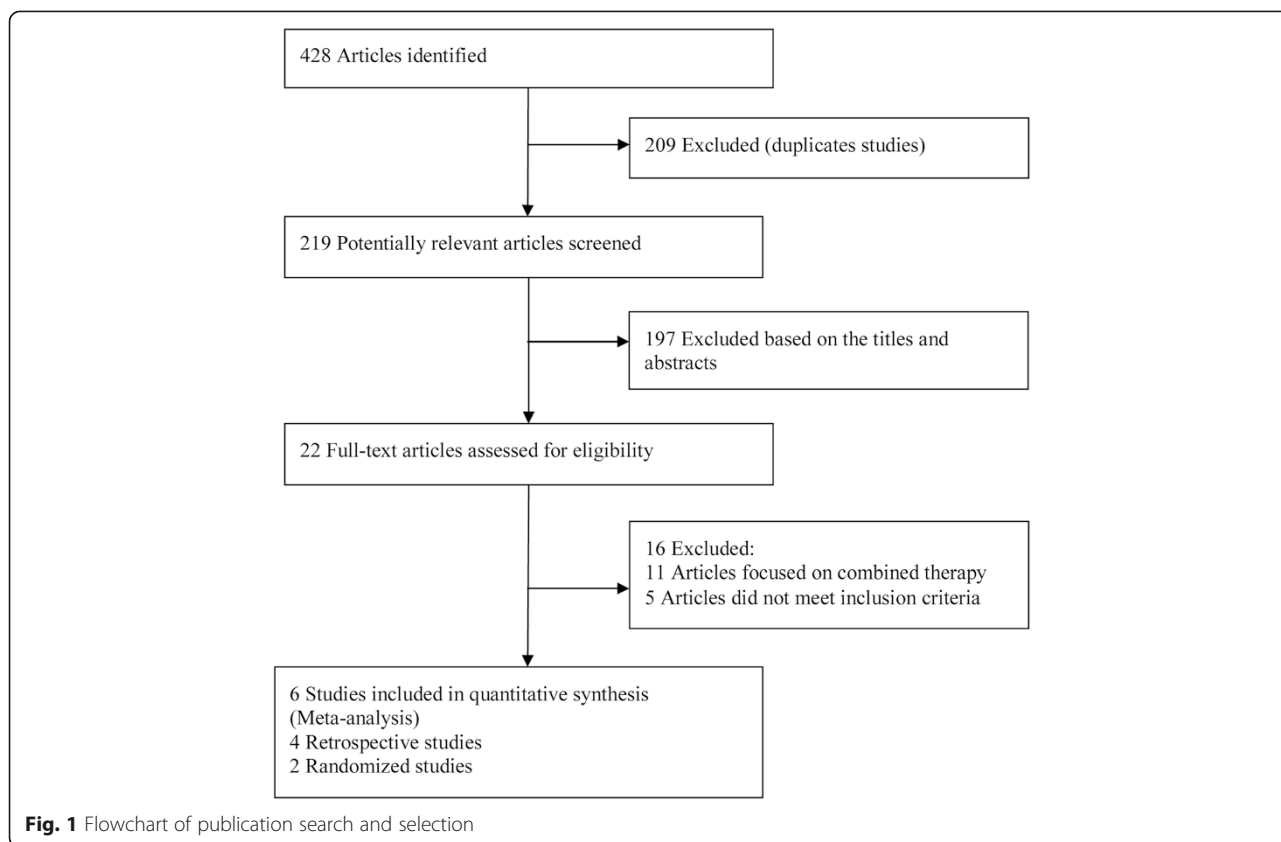 428 Articles identified
209 Excluded (duplicates studies)
219 Potentially relevant articles screened
197 Excluded based on the titles and
abstracts
22 Full-text articles assessed for eligibility
16 Excluded:
11 Articles focused on combined therapy
5 Articles did not meet inclusion criteria
6 Studies included in quantitative synthesis
(Meta-analysis)
4 Retrospective studies
2 Randomized studies
Fig. 1 Flowchart of publication search and selection